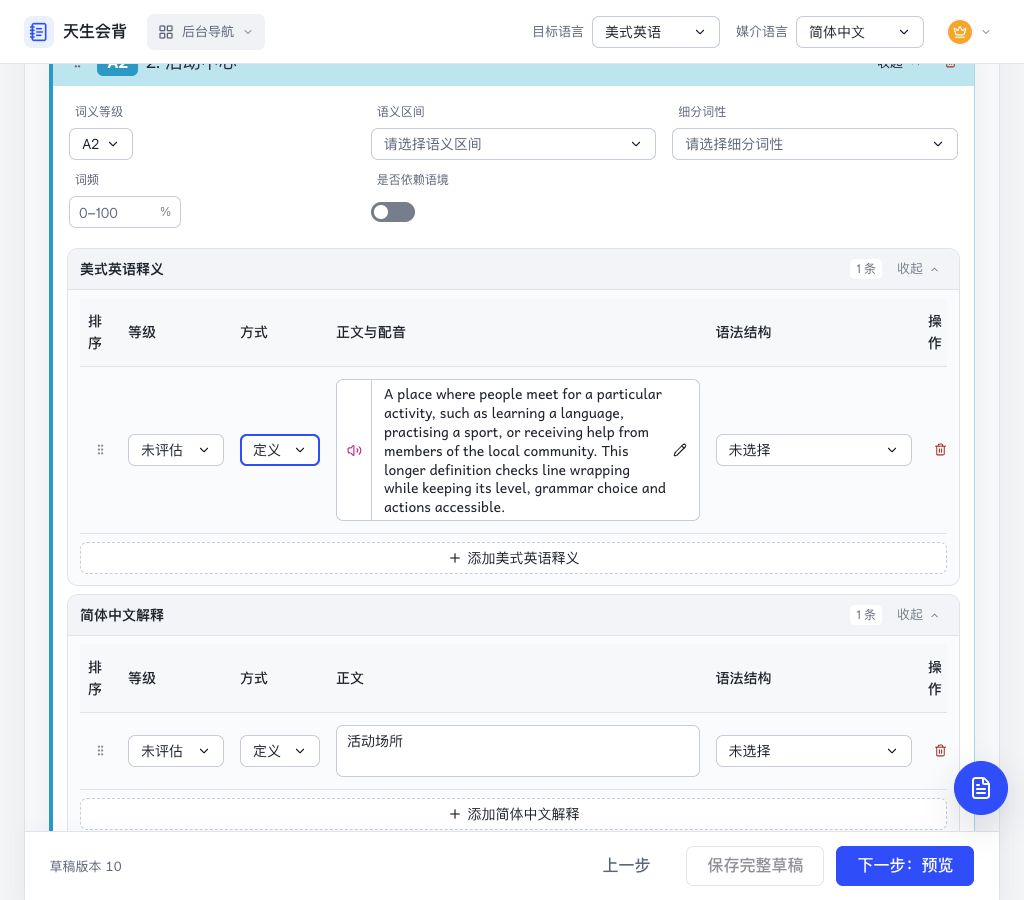 天生会背
后台导航
目标语言
美式英语
媒介语言
简体中文
A2
2. 活动中心
收起
词义等级
语义区间
细分词性
A2
请选择语义区间
请选择细分词性
词频
是否依赖语境
0–100
%
美式英语释义
1 条
收起
排序
等级
方式
正文与配音
语法结构
操作
未评估
定义
A place where people meet for a particular
activity, such as learning a language,
practising a sport, or receiving help from
members of the local community. This
longer definition checks line wrapping
while keeping its level, grammar choice and
actions accessible.
未选择
添加美式英语释义
简体中文解释
1 条
收起
排序
等级
方式
正文
语法结构
操作
未评估
定义
活动场所
未选择
添加简体中文解释
草稿版本 10
上一步
保存完整草稿
下一步：预览